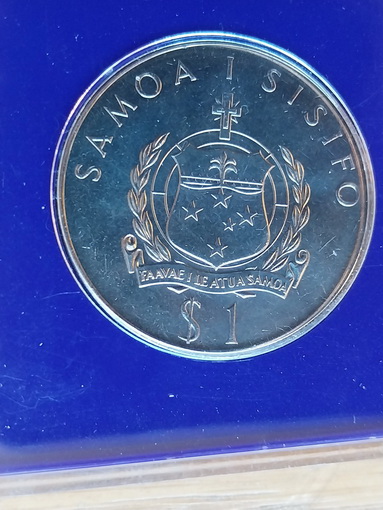 SAMOA I SISIFO
FAAVAE I LE ATUA SAMOA
$1